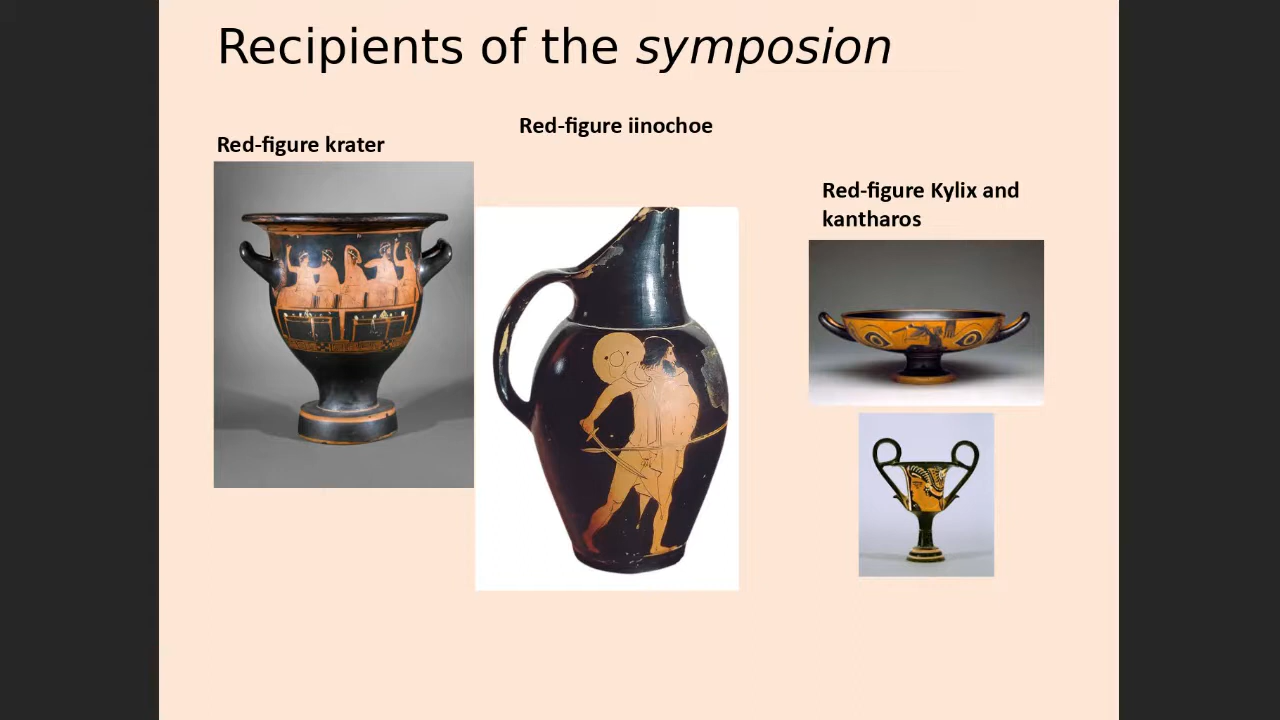 Recipients of the symposion
Red-figure iinochoe
Red-figure krater
Red-figure Kylix and
kantharos